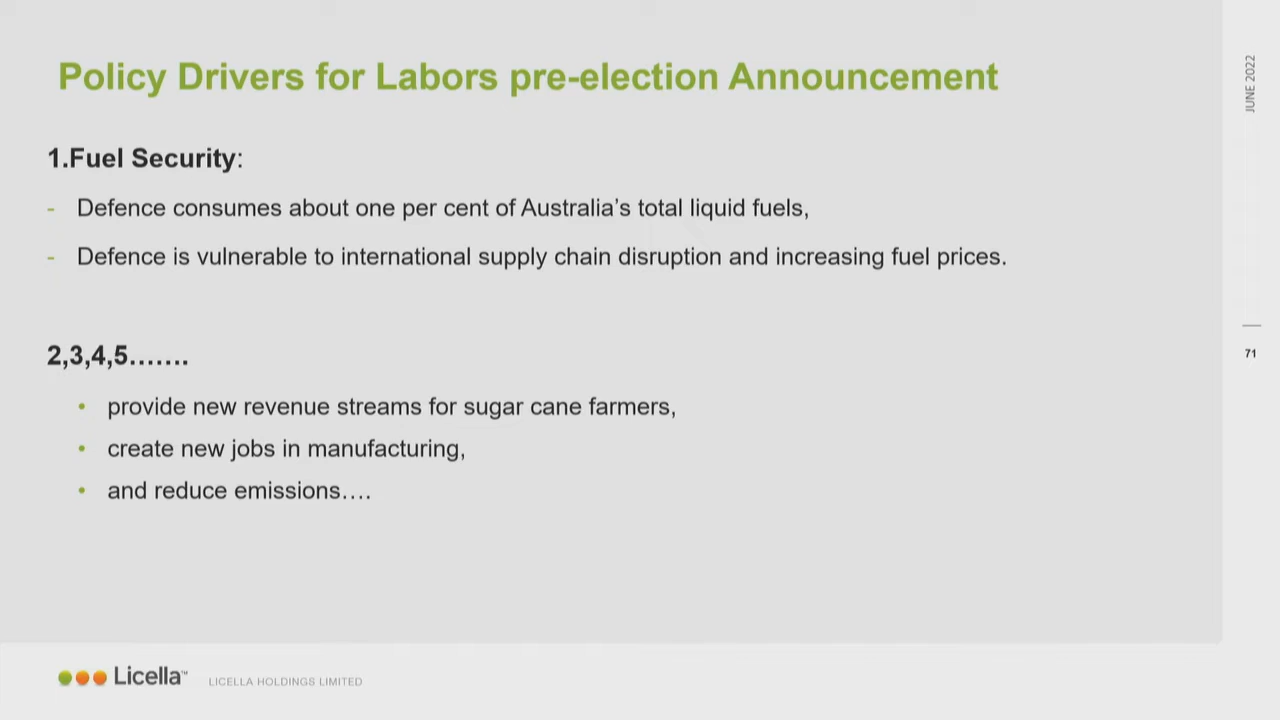 Policy Drivers for Labors pre-election Announcement
JUNE 2022
1.Fuel Security:
- Defence consumes about one per cent of Australia’s total liquid fuels,
- Defence is vulnerable to international supply chain disruption and increasing fuel prices.
71
2,3,4,5.......
• provide new revenue streams for sugar cane farmers,
• create new jobs in manufacturing,
• and reduce emissions….
Licella™ LICELLA HOLDINGS LIMITED